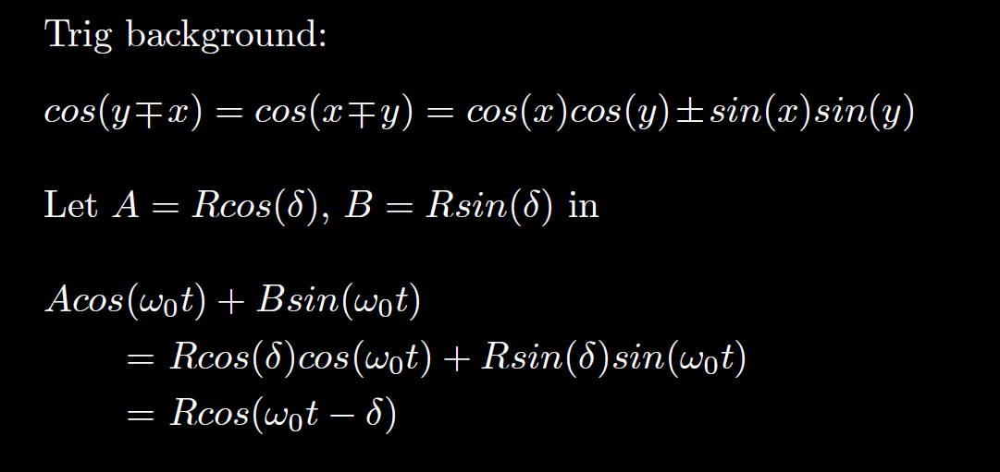 Trig background:
cos(y∓x) = cos(x∓y) = cos(x)cos(y)±sin(x)sin(y)
Let A = Rcos(δ), B = Rsin(δ) in
Acos(ω₀t) + Bsin(ω₀t)
= Rcos(δ)cos(ω₀t) + Rsin(δ)sin(ω₀t)
= Rcos(ω₀t − δ)